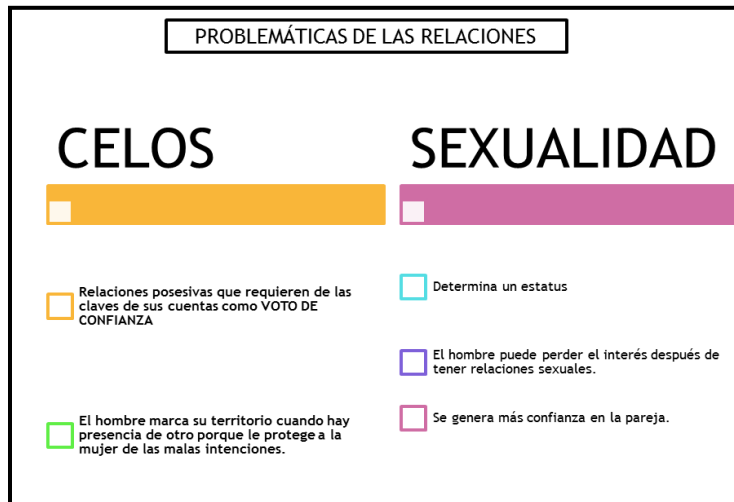 PROBLEMÁTICAS DE LAS RELACIONES
CELOS
Relaciones posesivas que requieren de las
claves de sus cuentas como VOTO DE
CONFIANZA
El hombre marca su territorio cuando hay
presencia de otro porque le protege a la
mujer de las malas intenciones.
SEXUALIDAD
Determina un estatus
El hombre puede perder el interés después de
tener relaciones sexuales.
Se genera más confianza en la pareja.